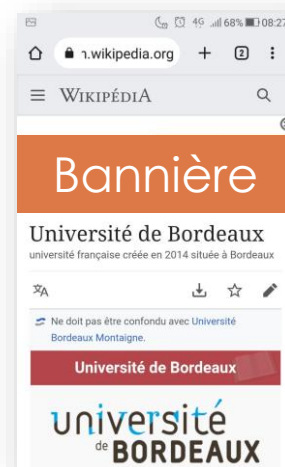 4G 68% 08:27
n.wikipedia.org + 2
WIKIPÉDIA
Bannière
Université de Bordeaux
université française créée en 2014 située à Bordeaux
Ne doit pas être confondu avec Université
Bordeaux Montaigne.
Université de Bordeaux
université
de BORDEAUX